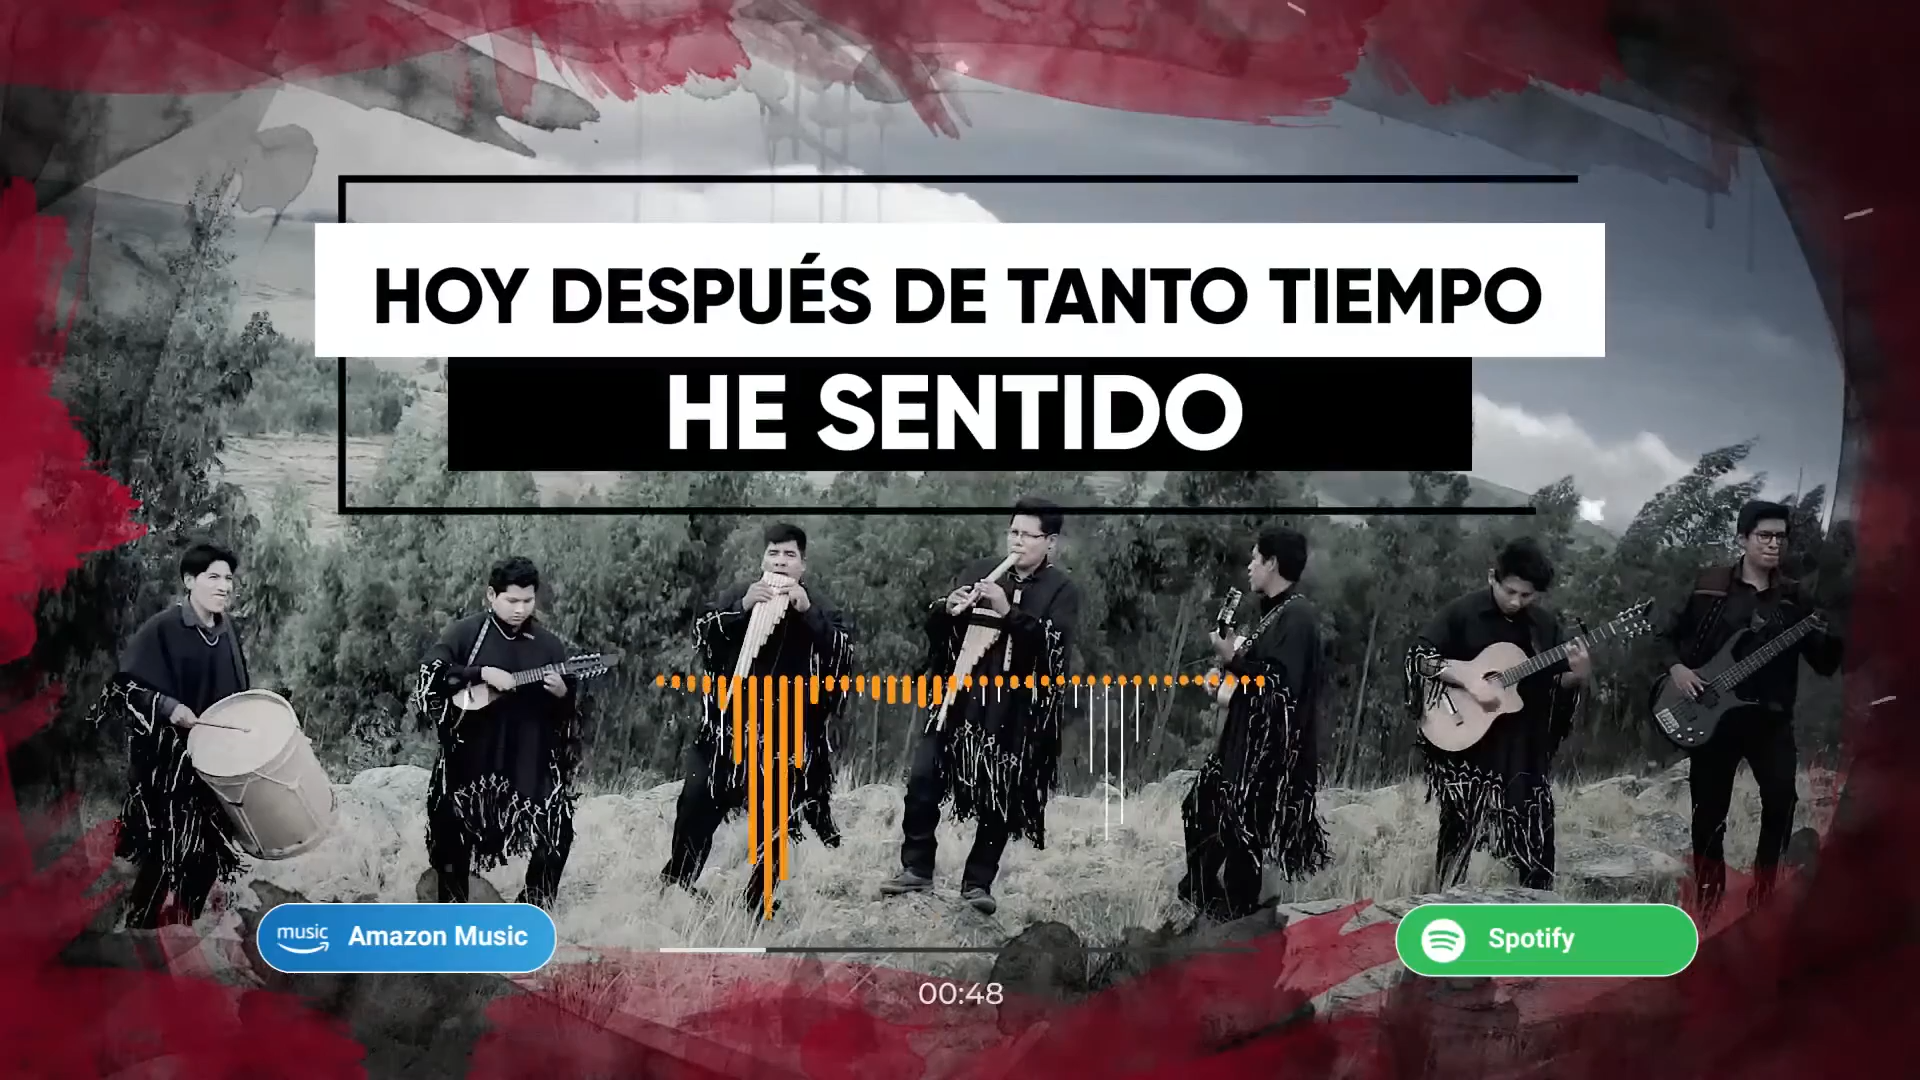 HOY DESPUÉS DE TANTO TIEMPO
HE SENTIDO
music Amazon Music
Spotify
00:48